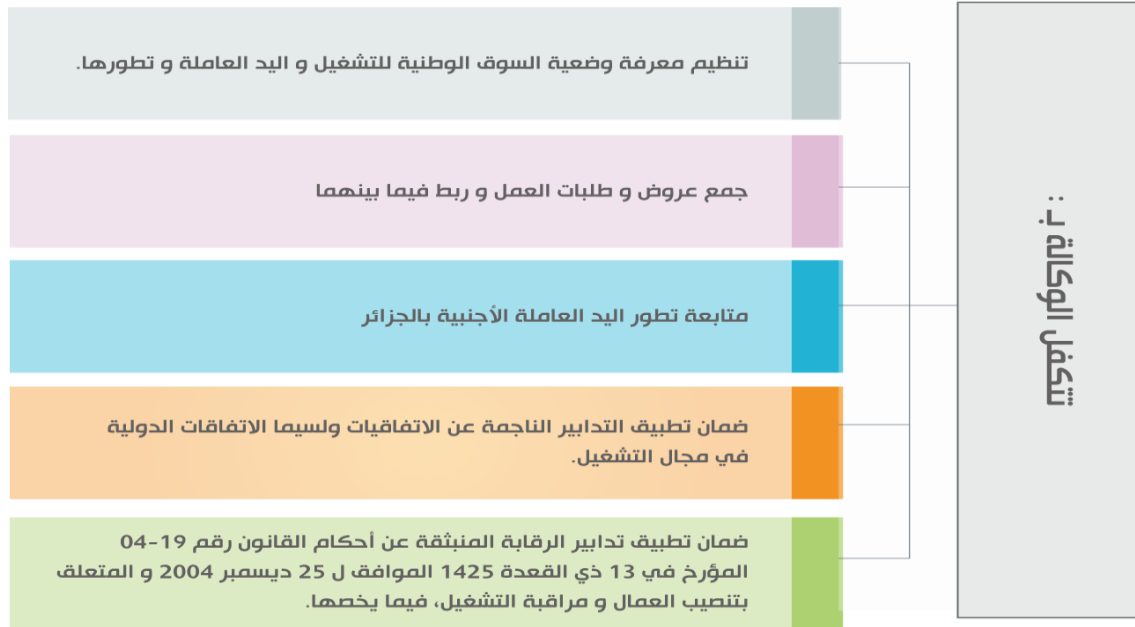 تتكفل الوكالة بـ :
تنظيم معرفة وضعية السوق الوطنية للتشغيل و اليد العاملة و تطورها.
جمع عروض و طلبات العمل و ربط فيما بينهما
متابعة تطور اليد العاملة الأجنبية بالجزائر
ضمان تطبيق التدابير الناجمة عن الاتفاقيات ولسيما الاتفاقات الدولية
في مجال التشغيل.
ضمان تطبيق تدابير الرقابة المنبثقة عن أحكام القانون رقم 19-04
المؤرخ في 13 ذي القعدة 1425 الموافق ل 25 ديسمبر 2004 و المتعلق
بتنصيب العمال و مراقبة التشغيل، فيما يخصها.